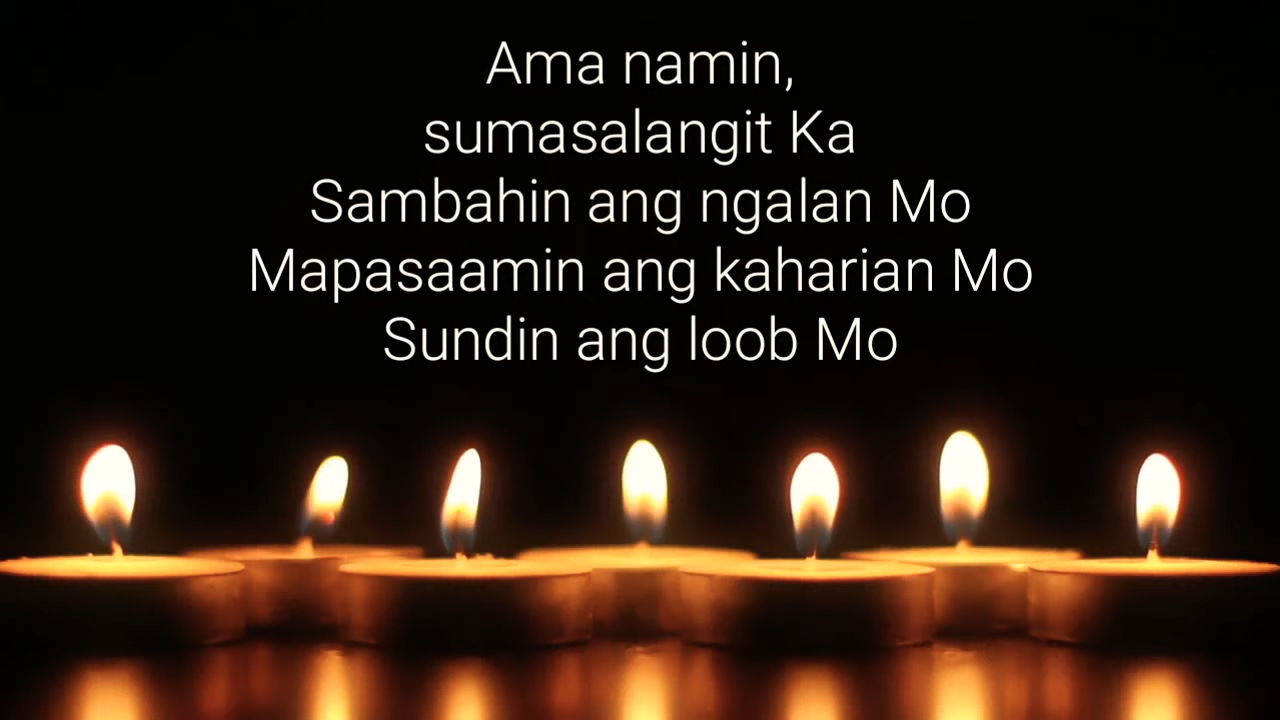 Ama namin,
sumasalangit Ka
Sambahin ang ngalan Mo
Mapasaamin ang kaharian Mo
Sundin ang loob Mo